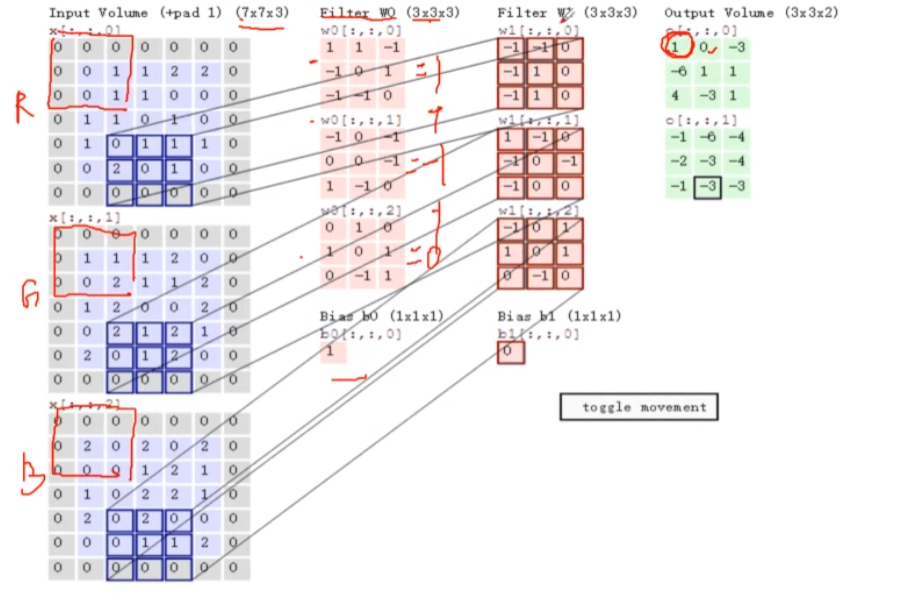 Input Volume (+pad 1) (7x7x3)
x[:,:,0]
0 0 0 0 0 0 0
0 0 1 1 2 2 0
0 0 1 1 0 0 0
R
0 1 1 0 1 0 0
0 1 0 1 1 1 0
0 0 2 0 1 0 0
0 0 0 0 0 0 0
x[:,:,1]
0 0 0 0 0 0 0
0 1 1 1 2 0 0
0 0 2 1 1 2 0
G
0 1 2 0 0 2 0
0 0 2 1 2 1 0
0 2 0 1 2 0 0
0 0 0 0 0 0 0
x[:,:,2]
0 0 0 0 0 0 0
0 2 0 2 0 2 0
0 0 0 1 2 1 0
B
0 1 0 2 2 1 0
0 2 0 2 0 0 0
0 0 0 1 1 2 0
0 0 0 0 0 0 0
Filter W0 (3x3x3)
w0[:,:,0]
1 1 -1
-1 0 1 =1
-1 -1 0
+
w0[:,:,1]
-1 0 -1
0 0 -1 =-1
1 -1 0
+
w0[:,:,2]
0 1 0
1 0 1 =0
0 -1 1
Bias b0 (1x1x1)
b0[:,:,0]
1
Filter (3x3x3)
w1[:,:,0]
-1 -1 0
-1 1 0
-1 1 0
w1[:,:,1]
1 -1 0
-1 0 -1
-1 0 0
w1[:,:,2]
-1 0 1
1 0 1
0 -1 0
Bias b1 (1x1x1)
b1[:,:,0]
0
Output Volume (3x3x2)
o[:,:,0]
1 0 -3
-6 1 1
4 -3 1
o[:,:,1]
-1 -6 -4
-2 -3 -4
-1 -3 -3
toggle movement